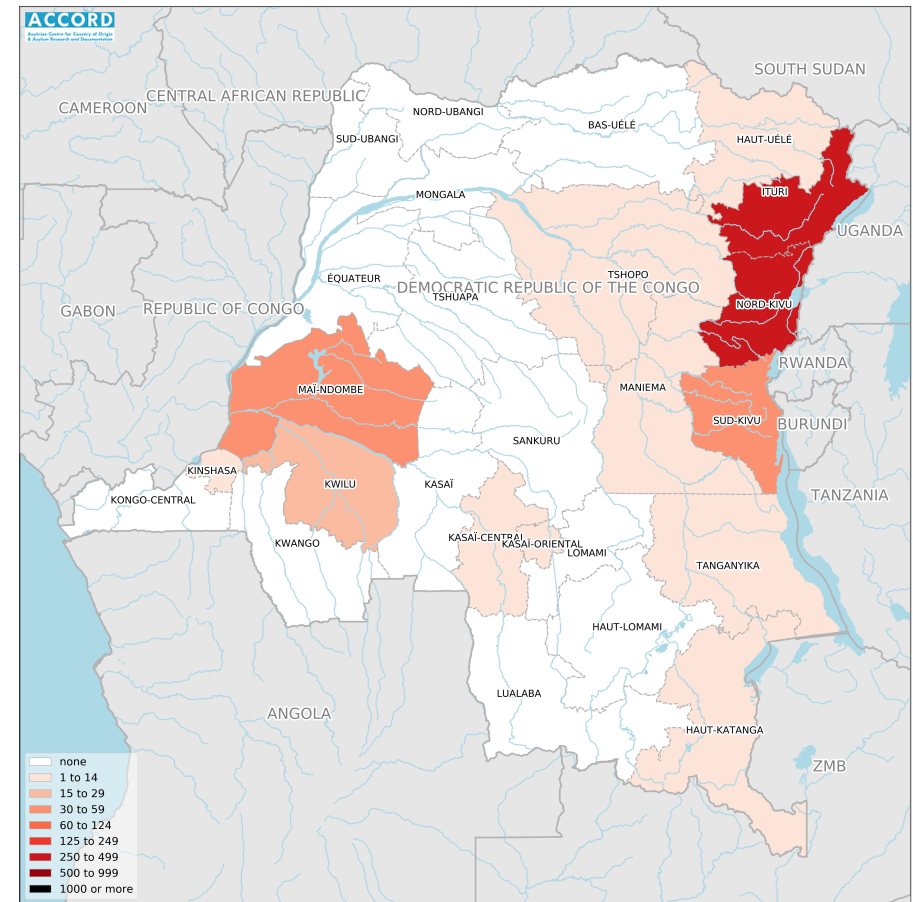 ACCORD
Austrian Centre for Country of Origin
& Asylum Research and Documentation
SOUTH SUDAN
CENTRAL AFRICAN REPUBLIC
CAMEROON
NORD-UBANGI
BAS-UÉLÉ
SUD-UBANGI
HAUT-UÉLÉ
ITURI
MONGALA
UGANDA
TSHOPO
ÉQUATEUR
DEMOCRATIC REPUBLIC OF THE CONGO
TSHUAPA
NORD-KIVU
REPUBLIC OF CONGO
GABON
RWANDA
MAÏ-NDOMBE
MANIEMA
SUD-KIVU
BURUNDI
SANKURU
KINSHASA
KWILU
KASAÏ
TANZANIA
KONGO-CENTRAL
KASAÏ-CENTRAL
KASAÏ-ORIENTAL
KWANGO
LOMAMI
TANGANYIKA
HAUT-LOMAMI
LUALABA
ANGOLA
HAUT-KATANGA
ZMB
none
1 to 14
15 to 29
30 to 59
60 to 124
125 to 249
250 to 499
500 to 999
1000 or more